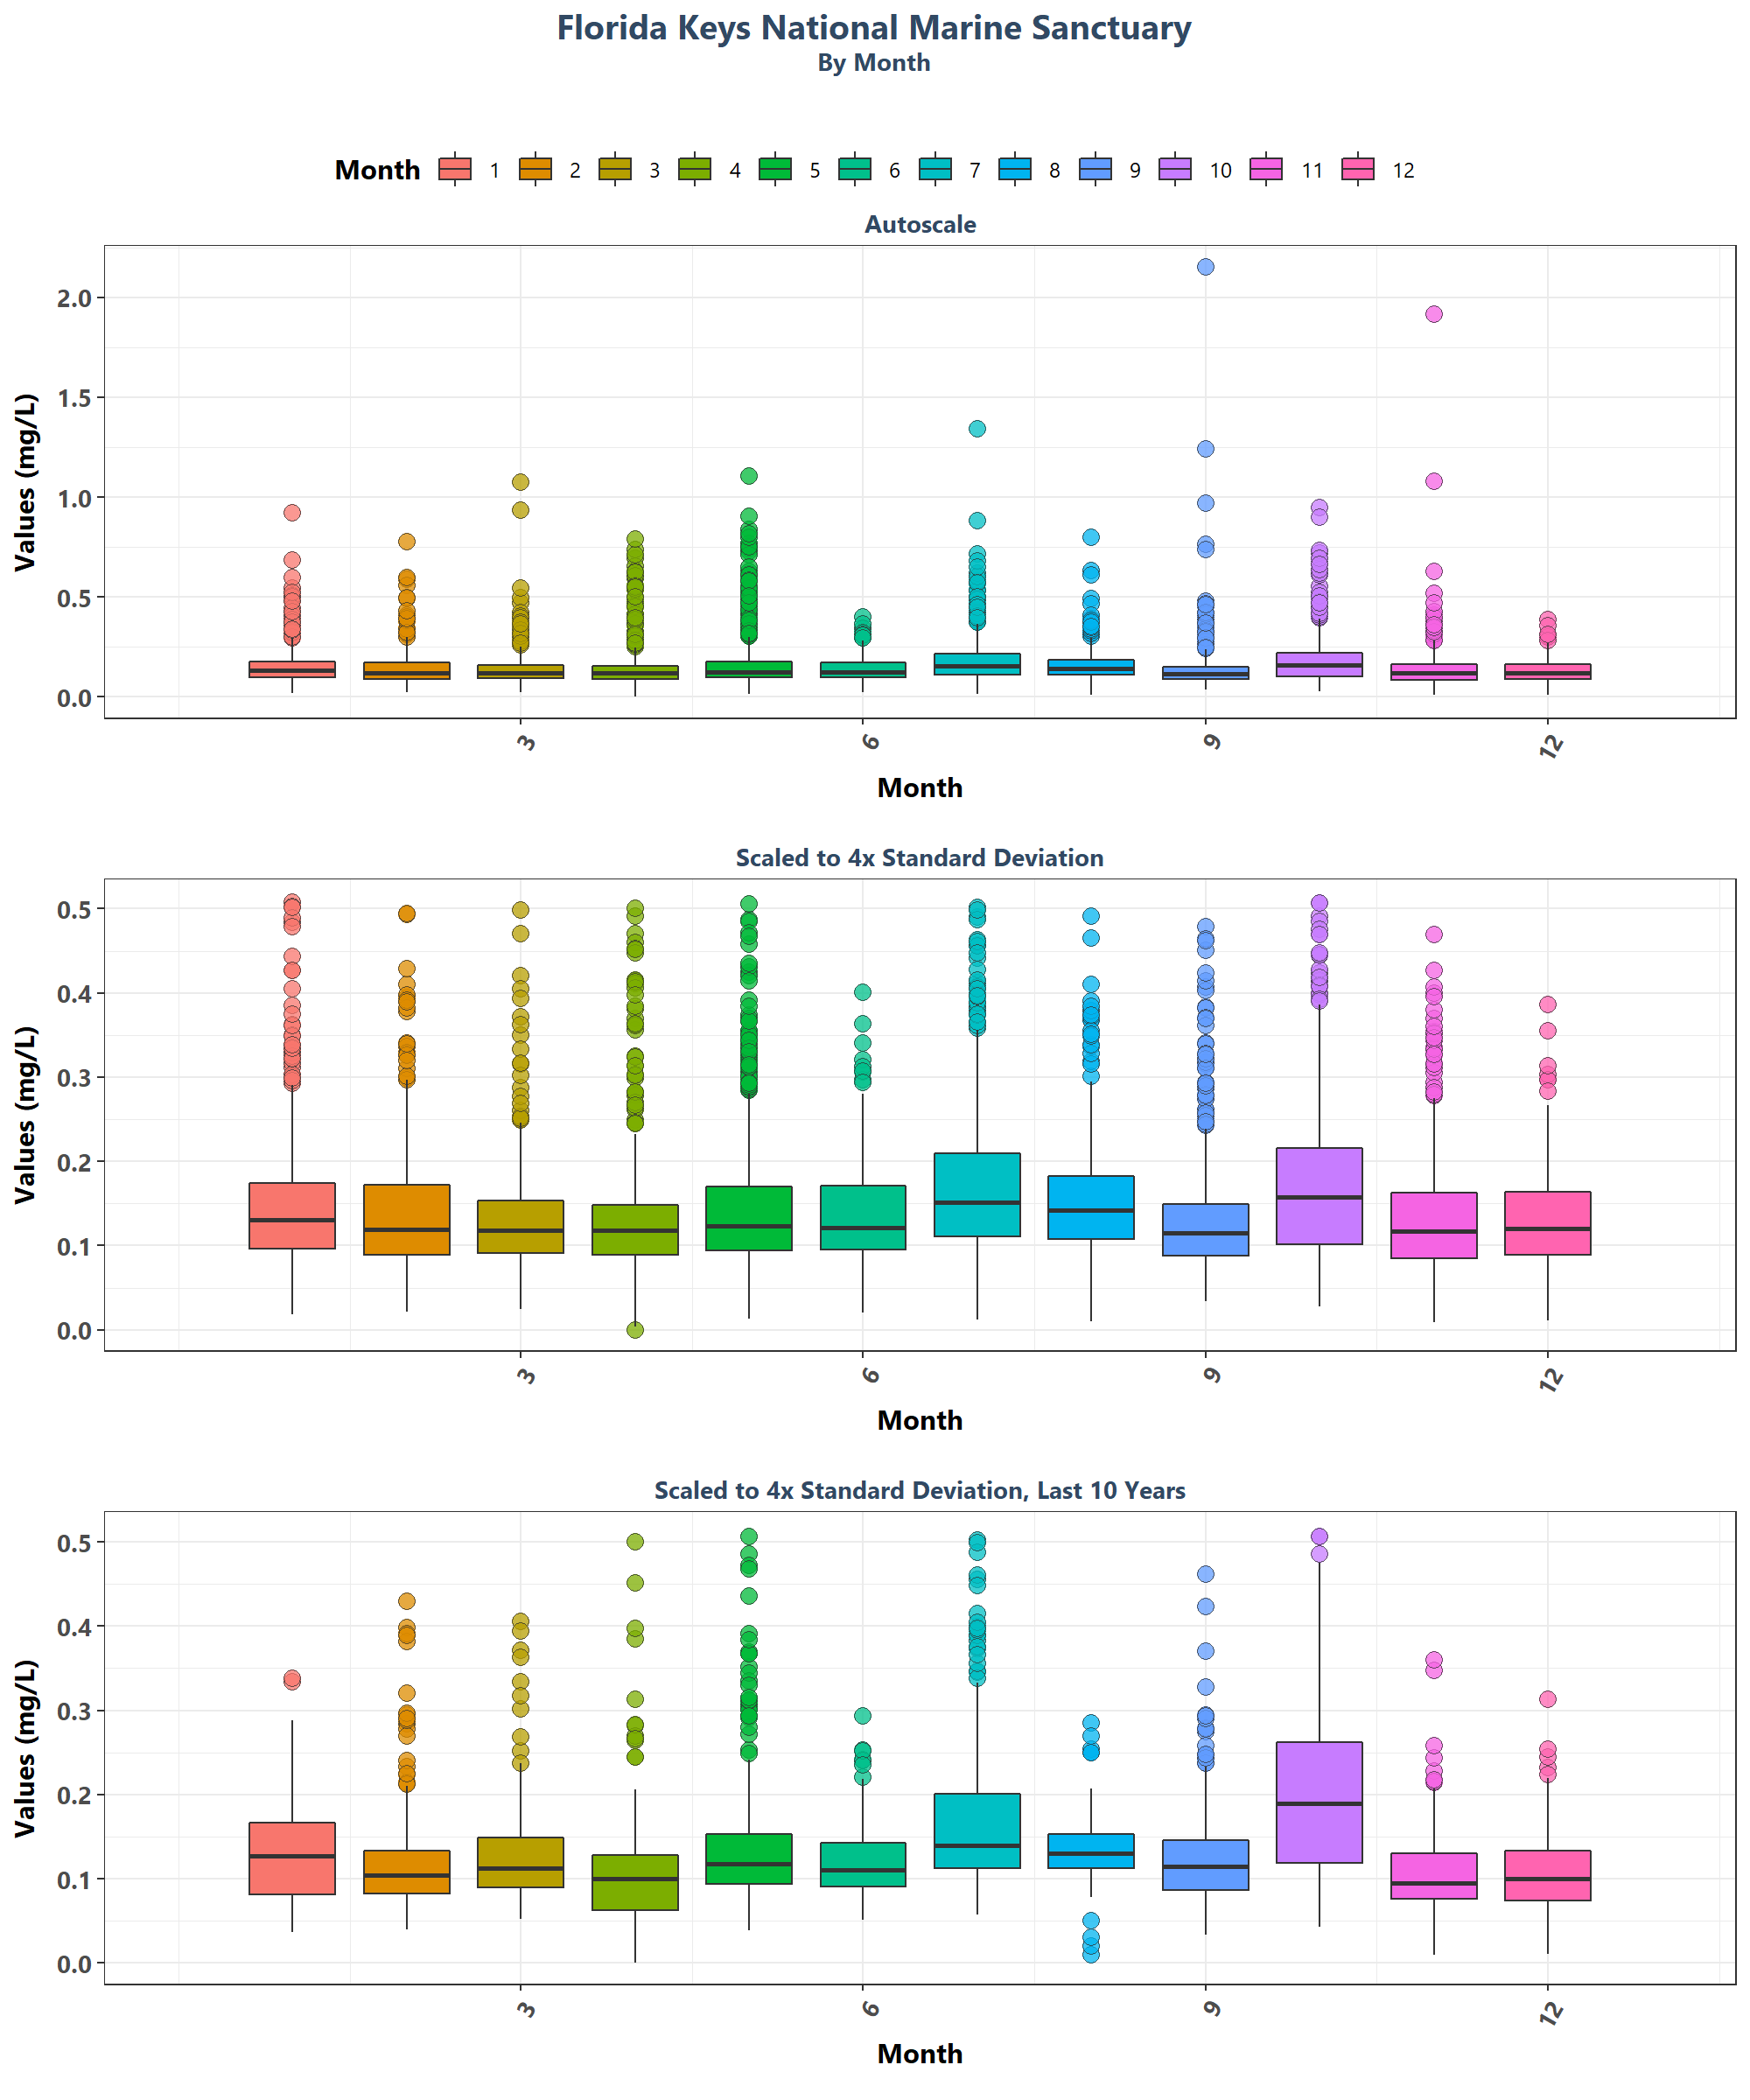 Florida Keys National Marine Sanctuary
By Month
Month 1 2 3 4 5 6 7 8 9 10 11 12
Autoscale
Values (mg/L)
2.0
1.5
1.0
0.5
0.0
3 6 9 12
Month
Scaled to 4x Standard Deviation
Values (mg/L)
0.5
0.4
0.3
0.2
0.1
0.0
3 6 9 12
Month
Scaled to 4x Standard Deviation, Last 10 Years
Values (mg/L)
0.5
0.4
0.3
0.2
0.1
0.0
3 6 9 12
Month